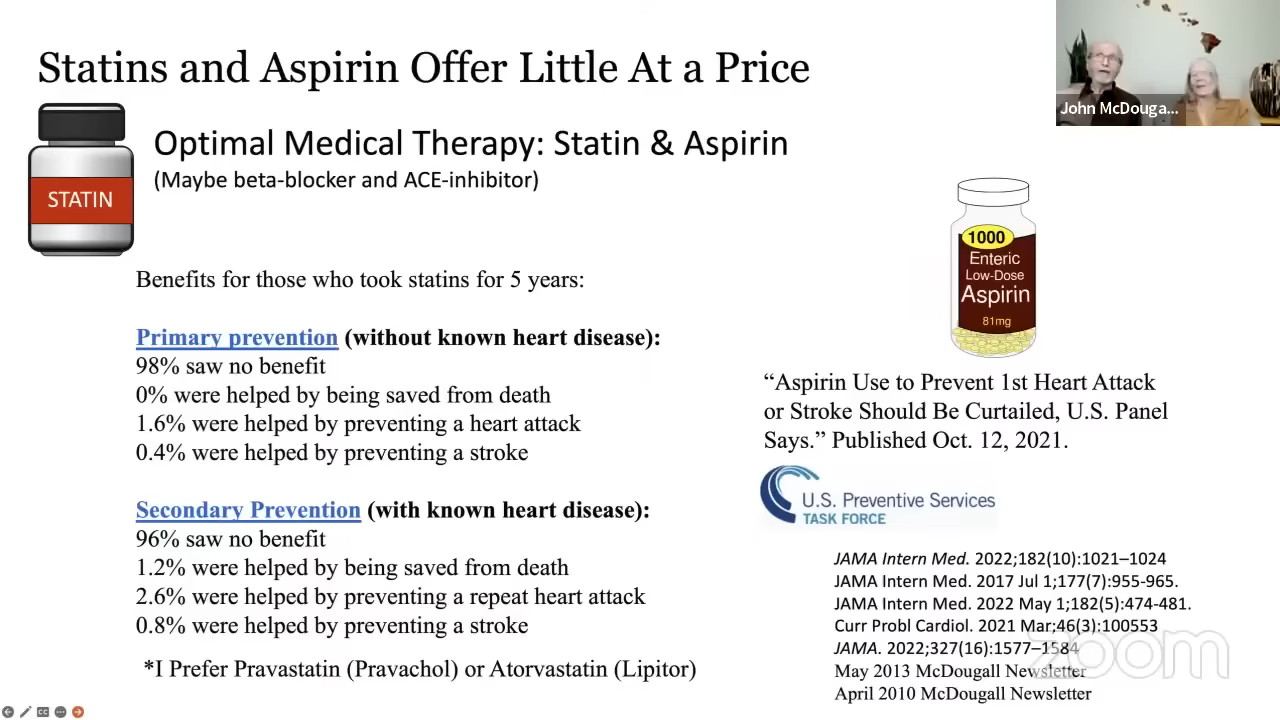 Statins and Aspirin Offer Little At a Price
John McDouga...
STATIN
Optimal Medical Therapy: Statin & Aspirin
(Maybe beta-blocker and ACE-inhibitor)
Benefits for those who took statins for 5 years:
Primary prevention (without known heart disease):
98% saw no benefit
0% were helped by being saved from death
1.6% were helped by preventing a heart attack
0.4% were helped by preventing a stroke
Secondary Prevention (with known heart disease):
96% saw no benefit
1.2% were helped by being saved from death
2.6% were helped by preventing a repeat heart attack
0.8% were helped by preventing a stroke
*I Prefer Pravastatin (Pravachol) or Atorvastatin (Lipitor)
1000
Enteric
Low-Dose
Aspirin
81mg
“Aspirin Use to Prevent 1st Heart Attack
or Stroke Should Be Curtailed, U.S. Panel
Says.” Published Oct. 12, 2021.
U.S. Preventive Services
TASK FORCE
JAMA Intern Med. 2022;182(10):1021–1024
JAMA Intern Med. 2017 Jul 1;177(7):955-965.
JAMA Intern Med. 2022 May 1;182(5):474-481.
Curr Probl Cardiol. 2021 Mar;46(3):100553
JAMA. 2022;327(16):1577–1584
May 2013 McDougall Newsletter
April 2010 McDougall Newsletter
zoom
CC